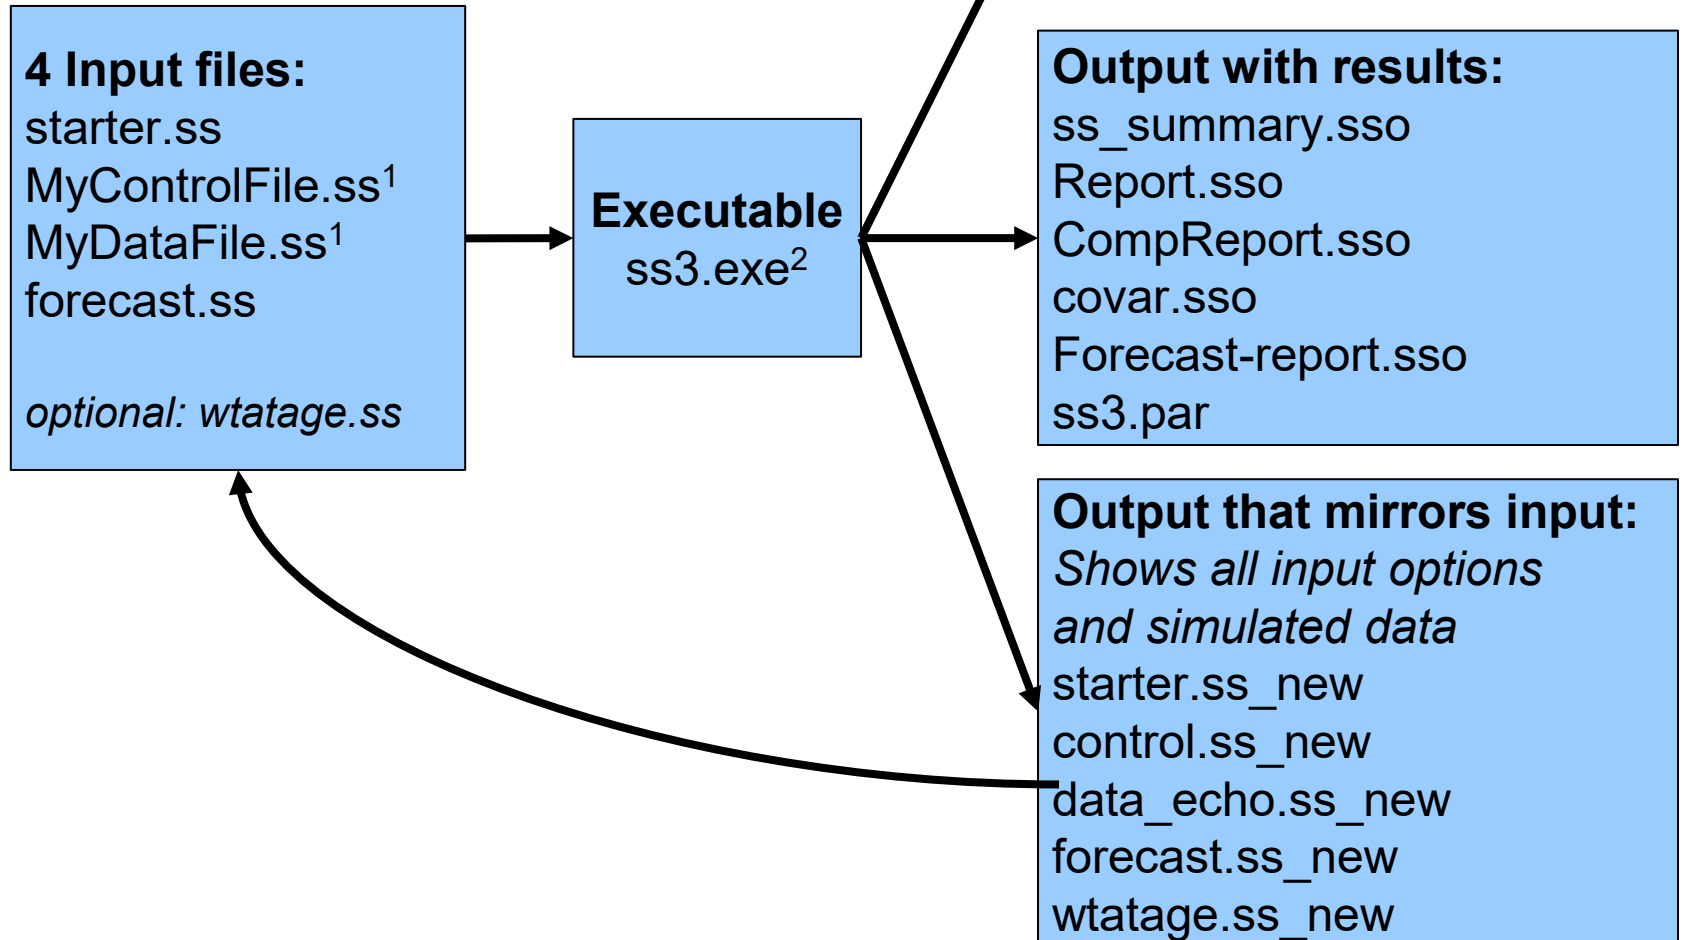 4 Input files:
starter.ss
MyControlFile.ss¹
MyDataFile.ss¹
forecast.ss
optional: wtatage.ss
Executable
ss3.exe²
Output with results:
ss_summary.sso
Report.sso
CompReport.sso
covar.sso
Forecast-report.sso
ss3.par
Output that mirrors input:
Shows all input options
and simulated data
starter.ss_new
control.ss_new
data_echo.ss_new
forecast.ss_new
wtatage.ss_new